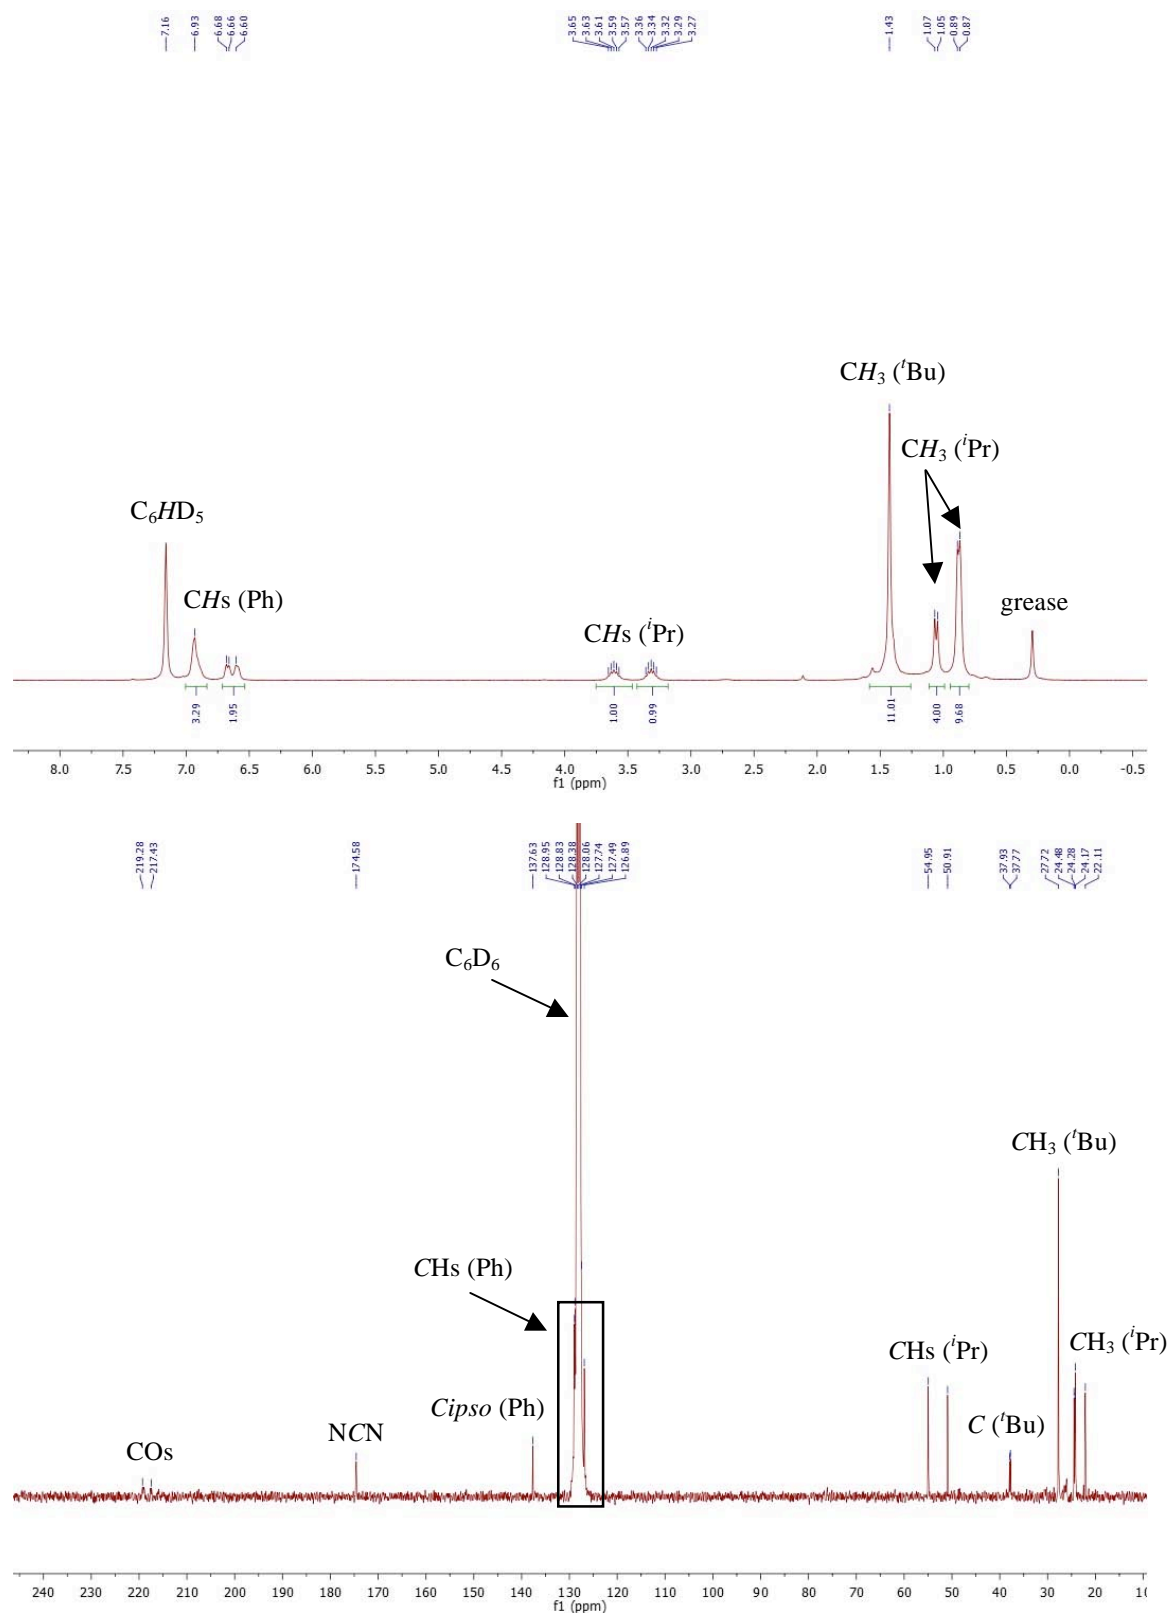 7.16
6.93
6.68
6.66
6.60
3.65
3.63
3.61
3.59
3.57
3.36
3.34
3.32
3.29
3.27
1.43
1.07
1.05
0.89
0.87
CH3 (tBu)
CH3 (iPr)
C6HD5
CHs (Ph)
CHs (iPr)
grease
3.29
1.95
1.00
0.99
11.01
4.00
9.68
8.0 7.5 7.0 6.5 6.0 5.5 5.0 4.5 4.0 3.5 3.0 2.5 2.0 1.5 1.0 0.5 0.0 -0.5
f1 (ppm)
219.28
217.43
174.58
137.63
128.95
128.83
128.38
128.06
127.74
127.49
126.89
54.95
50.91
37.93
37.77
27.72
24.48
24.28
24.17
22.11
C6D6
CH3 (tBu)
CHs (Ph)
CHs (iPr)
CH3 (iPr)
Cipso (Ph)
C (tBu)
NCN
COs
240 230 220 210 200 190 180 170 160 150 140 130 120 110 100 90 80 70 60 50 40 30 20 10
f1 (ppm)